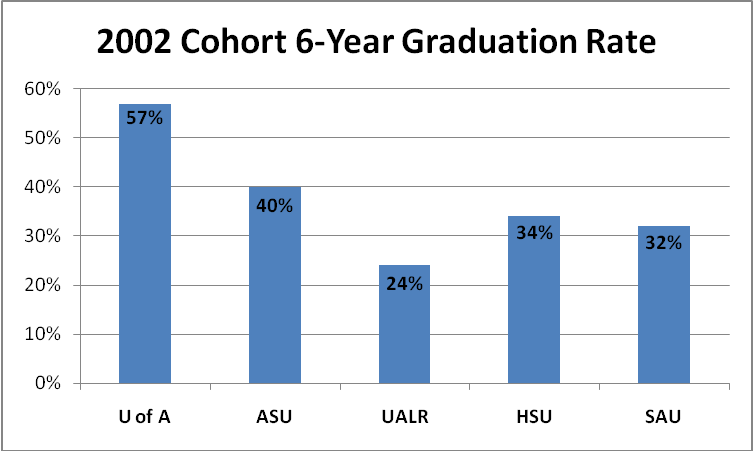 2002 Cohort 6-Year Graduation Rate
60%
50%
40%
30%
20%
10%
0%
57%
40%
24%
34%
32%
U of A
ASU
UALR
HSU
SAU